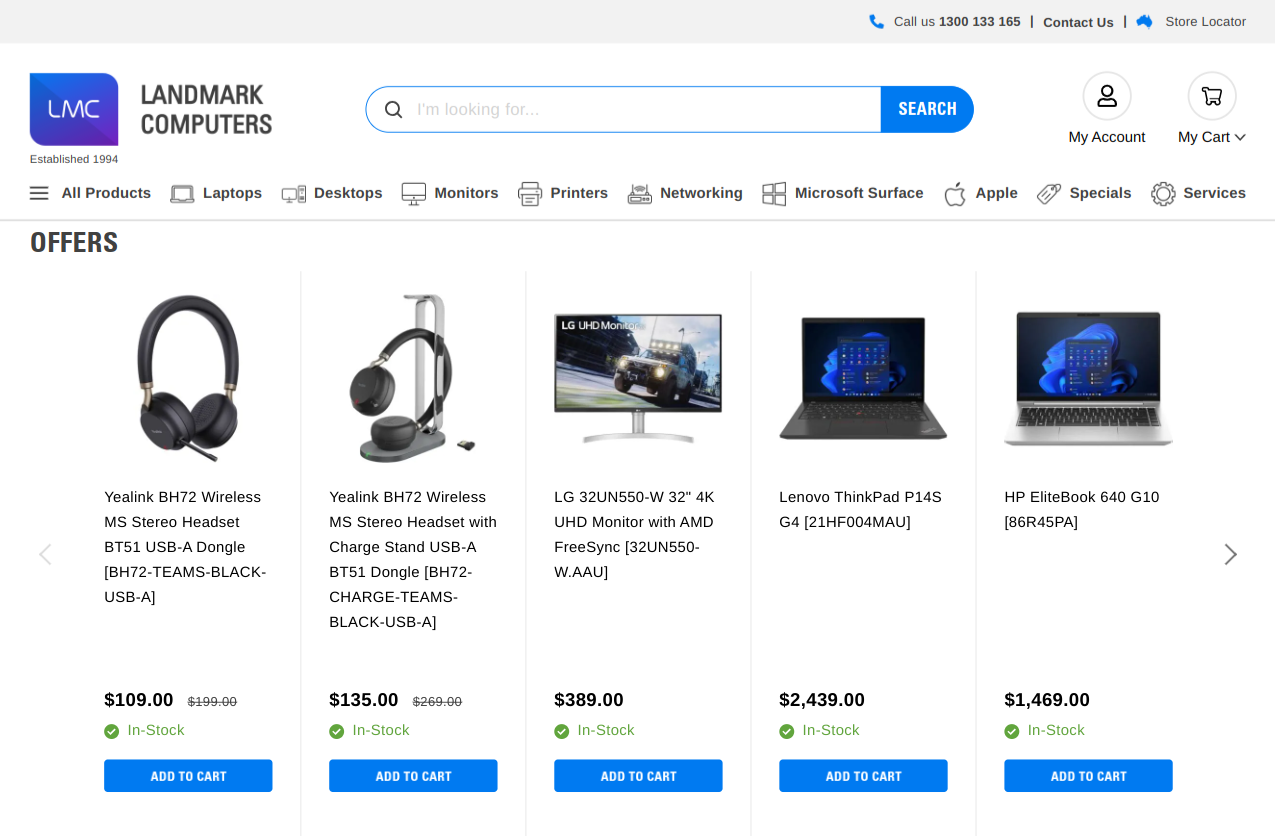 Call us 1300 133 165 | Contact Us | Store Locator
LMC
LANDMARK
COMPUTERS
Established 1994
I'm looking for...
SEARCH
My Account
My Cart
All Products
Laptops
Desktops
Monitors
Printers
Networking
Microsoft Surface
Apple
Specials
Services
OFFERS
LG UHD Monitor
Yealink BH72 Wireless
MS Stereo Headset
BT51 USB-A Dongle
[BH72-TEAMS-BLACK-
USB-A]
$109.00 $199.00
In-Stock
ADD TO CART
Yealink BH72 Wireless
MS Stereo Headset with
Charge Stand USB-A
BT51 Dongle [BH72-
CHARGE-TEAMS-
BLACK-USB-A]
$135.00 $269.00
In-Stock
ADD TO CART
LG 32UN550-W 32" 4K
UHD Monitor with AMD
FreeSync [32UN550-
W.AAU]
$389.00
In-Stock
ADD TO CART
Lenovo ThinkPad P14S
G4 [21HF004MAU]
$2,439.00
In-Stock
ADD TO CART
HP EliteBook 640 G10
[86R45PA]
$1,469.00
In-Stock
ADD TO CART